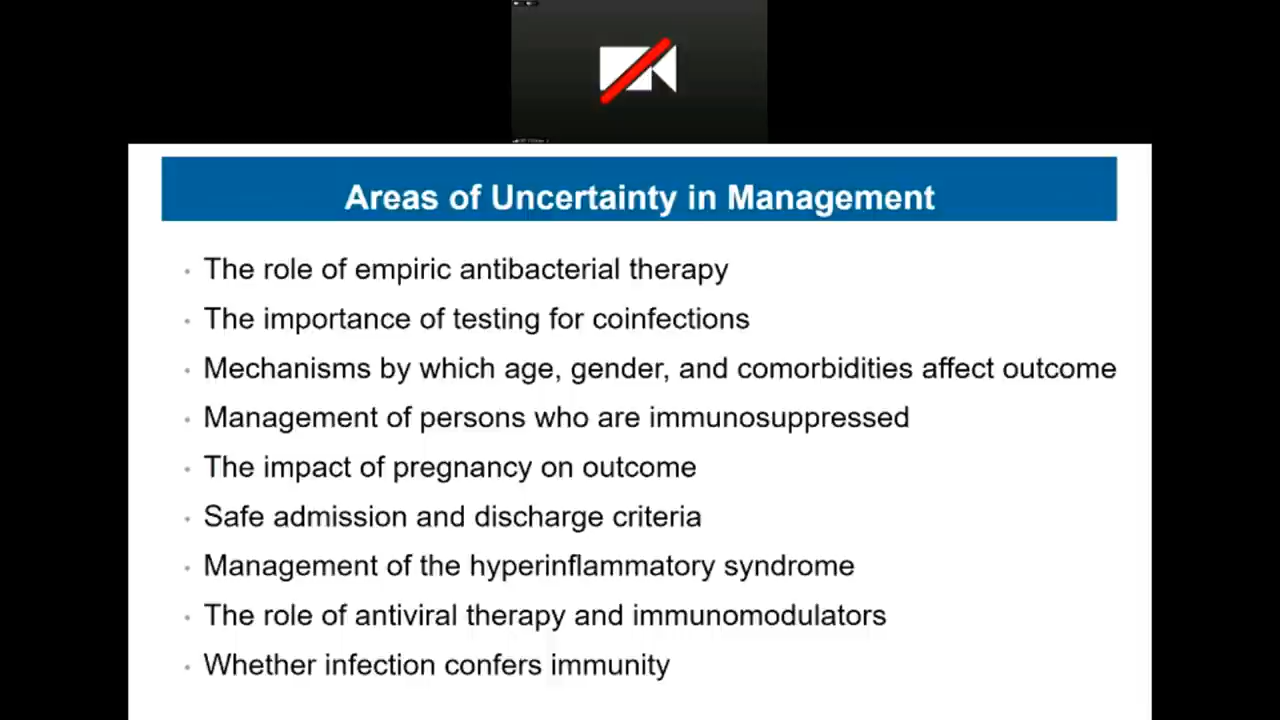 Areas of Uncertainty in Management
The role of empiric antibacterial therapy
The importance of testing for coinfections
Mechanisms by which age, gender, and comorbidities affect outcome
Management of persons who are immunosuppressed
The impact of pregnancy on outcome
Safe admission and discharge criteria
Management of the hyperinflammatory syndrome
The role of antiviral therapy and immunomodulators
Whether infection confers immunity